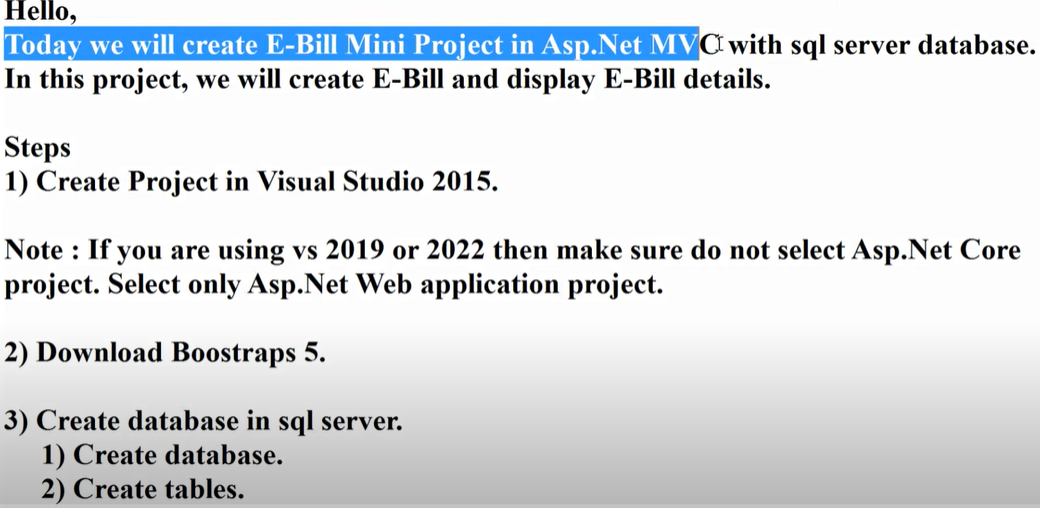 Hello,
Today we will create E-Bill Mini Project in Asp.Net MVC with sql server database.
In this project, we will create E-Bill and display E-Bill details.
Steps
1) Create Project in Visual Studio 2015.
Note : If you are using vs 2019 or 2022 then make sure do not select Asp.Net Core
project. Select only Asp.Net Web application project.
2) Download Boostraps 5.
3) Create database in sql server.
1) Create database.
2) Create tables.